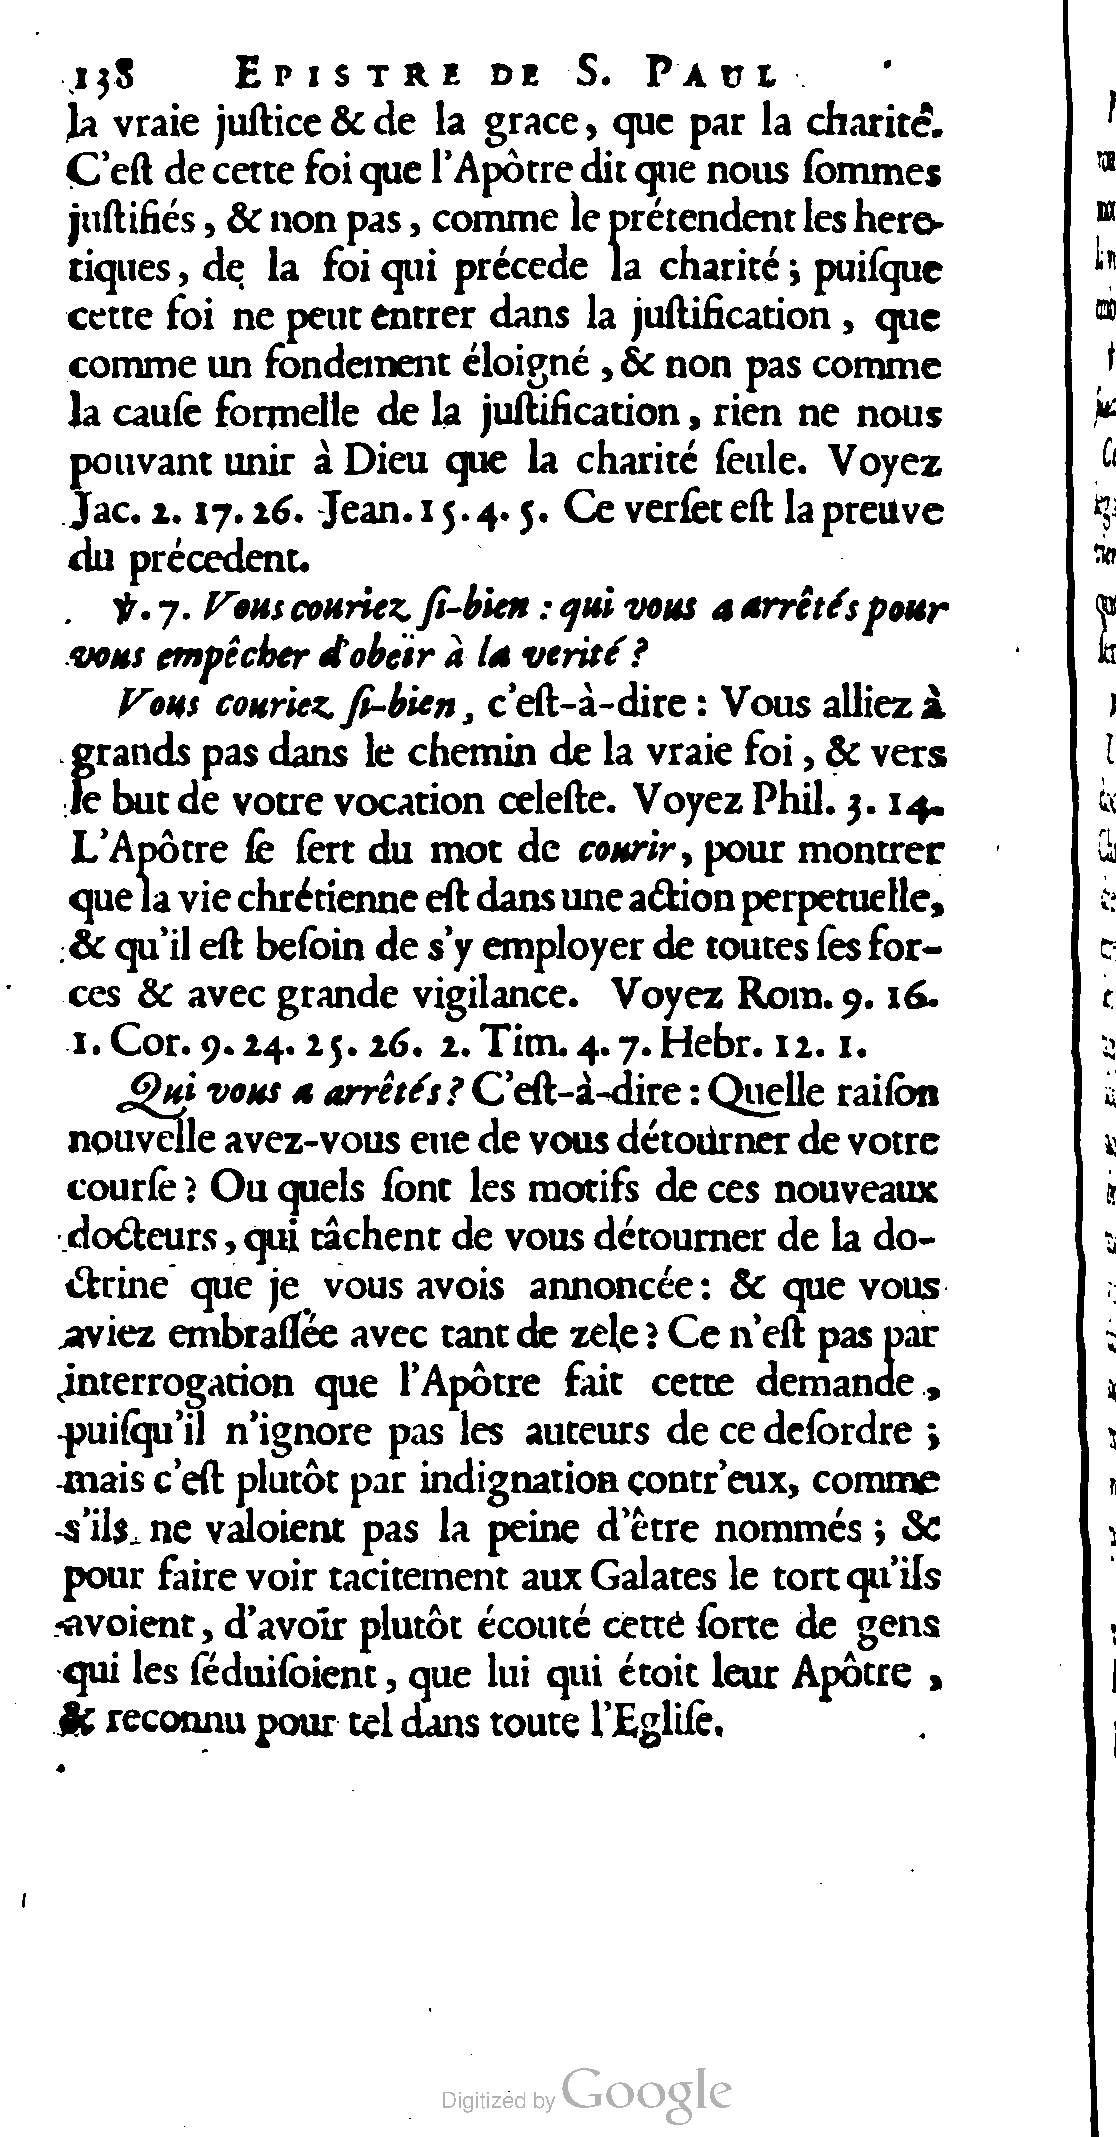 138 EPISTRE DE S. PAUL
la vraie juſtice & de la grace, que par la charité.
C'eſt de cette foi que l'Apôtre dit que nous ſommes
juſtifiés, & non pas, comme le prétendent les here-
tiques, de la foi qui précede la charité; puiſque
cette foi ne peut entrer dans la juſtification, que
comme un fondement éloigné, & non pas comme
la cauſe formelle de la juſtification, rien ne nous
pouvant unir à Dieu que la charité ſeule. Voyez
Jac. 2. 17. 26. Jean. 15. 4. 5. Ce verſet eſt la preuve
du précedent.
℣. 7. Vous couriez ſi-bien : qui vous a arrêtés pour
vous empêcher d'obeïr à la verité ?
Vous couriez ſi-bien, c'eſt-à-dire : Vous alliez à
grands pas dans le chemin de la vraie foi, & vers
le but de votre vocation celeſte. Voyez Phil. 3. 14.
L'Apôtre ſe ſert du mot de courir, pour montrer
que la vie chrétienne eſt dans une action perpetuelle,
& qu'il eſt beſoin de s'y employer de toutes ſes for-
ces & avec grande vigilance. Voyez Rom. 9. 16.
1. Cor. 9. 24. 25. 26. 2. Tim. 4. 7. Hebr. 12. 1.
Qui vous a arrêtés ? C'eſt-à-dire : Quelle raiſon
nouvelle avez-vous eue de vous détourner de votre
courſe ? Ou quels ſont les motifs de ces nouveaux
docteurs, qui tâchent de vous détourner de la do-
ctrine que je vous avois annoncée : & que vous
aviez embraſſée avec tant de zele ? Ce n'eſt pas par
interrogation que l'Apôtre fait cette demande,
puiſqu'il n'ignore pas les auteurs de ce deſordre ;
mais c'eſt plutôt par indignation contr'eux, comme
s'ils ne valoient pas la peine d'être nommés ; &
pour faire voir tacitement aux Galates le tort qu'ils
avoient, d'avoir plutôt écouté cette ſorte de gens
qui les ſéduiſoient, que lui qui étoit leur Apôtre,
& reconnu pour tel dans toute l'Egliſe.
Digitized by Google